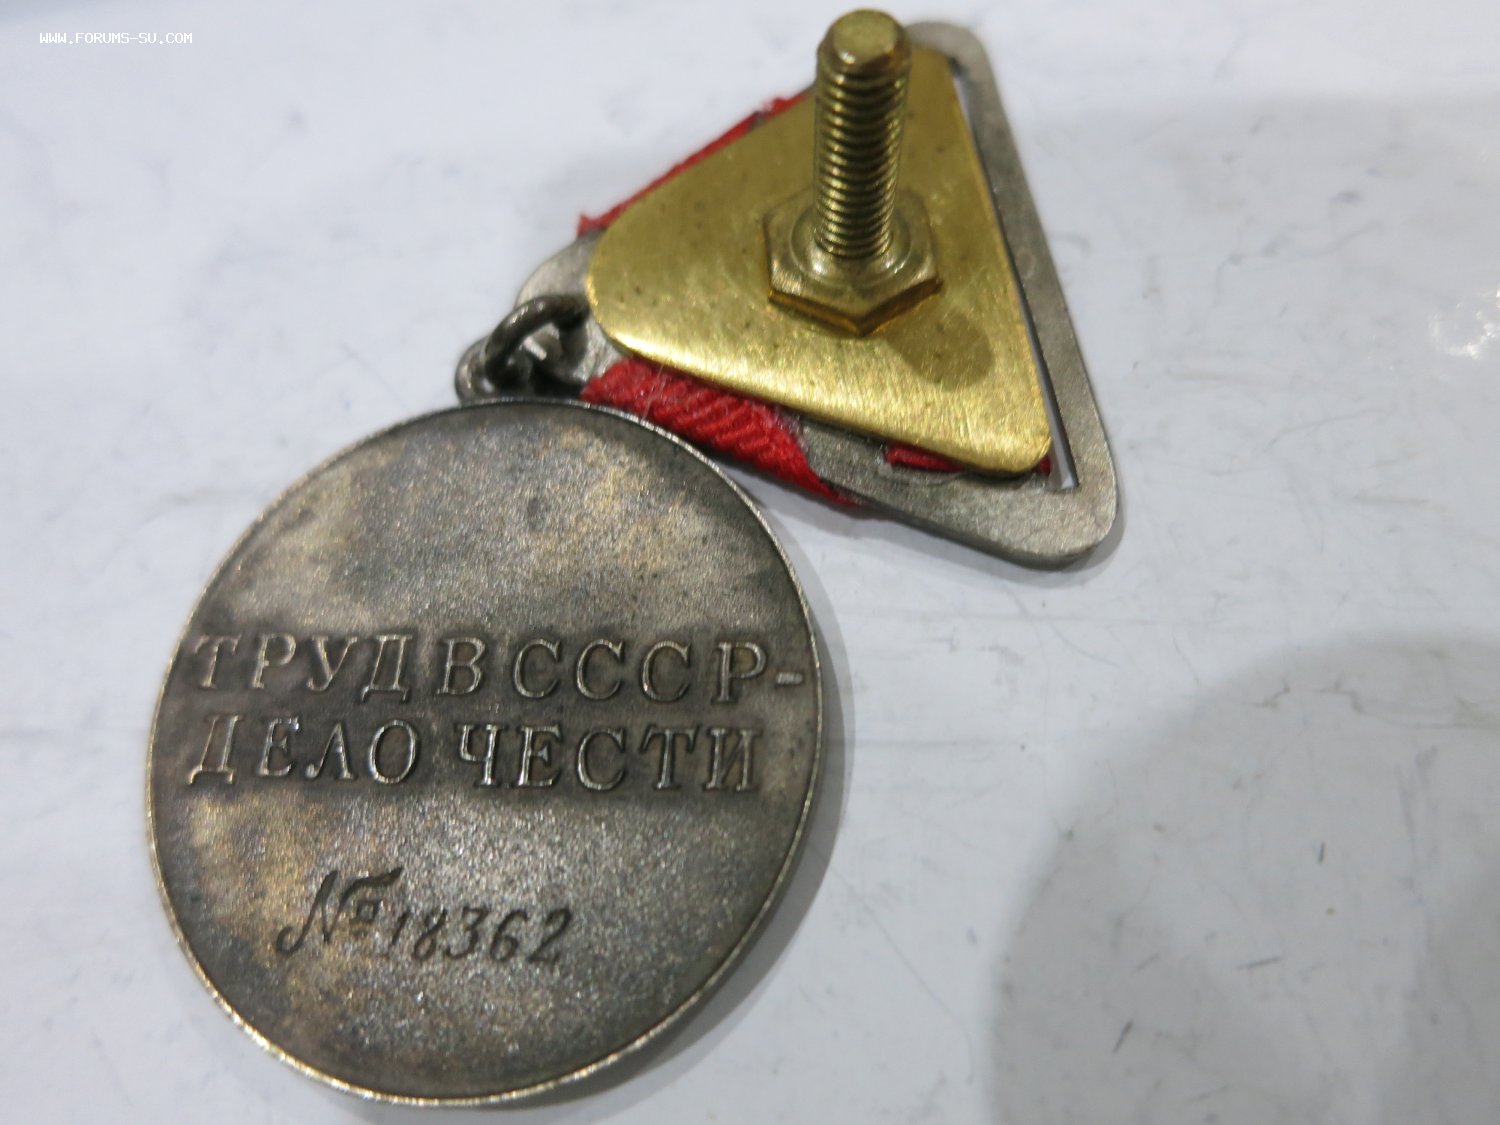 WWW.FORUMS-SU.COM
ТРУД В СССР-
ДЕЛО ЧЕСТИ
№ 18362